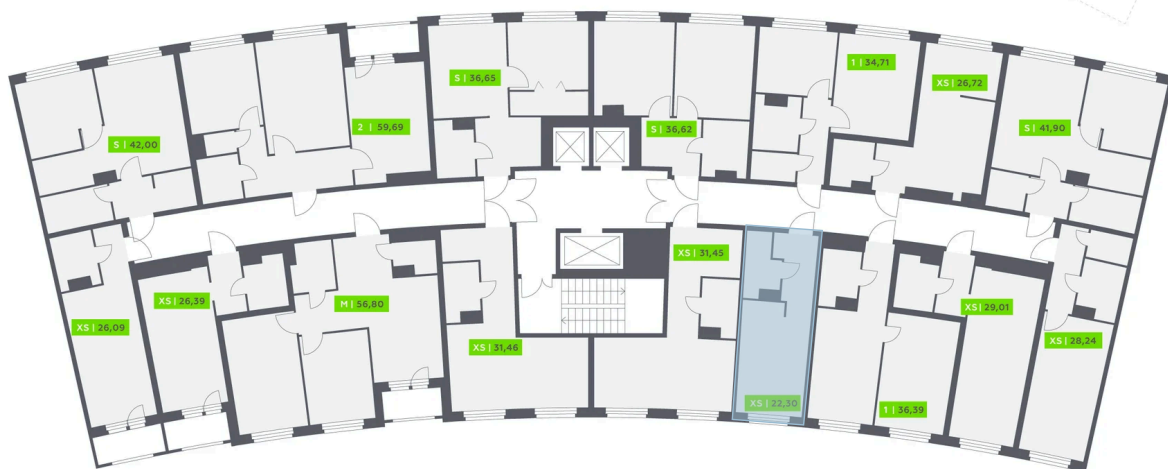 S | 42,00
2 | 59,69
S | 36,65
S | 36,62
1 | 34,71
XS | 26,72
S | 41,90
XS | 26,09
XS | 26,39
M | 56,80
XS | 31,46
XS | 31,45
XS | 22,30
1 | 36,39
XS | 29,01
XS | 28,24